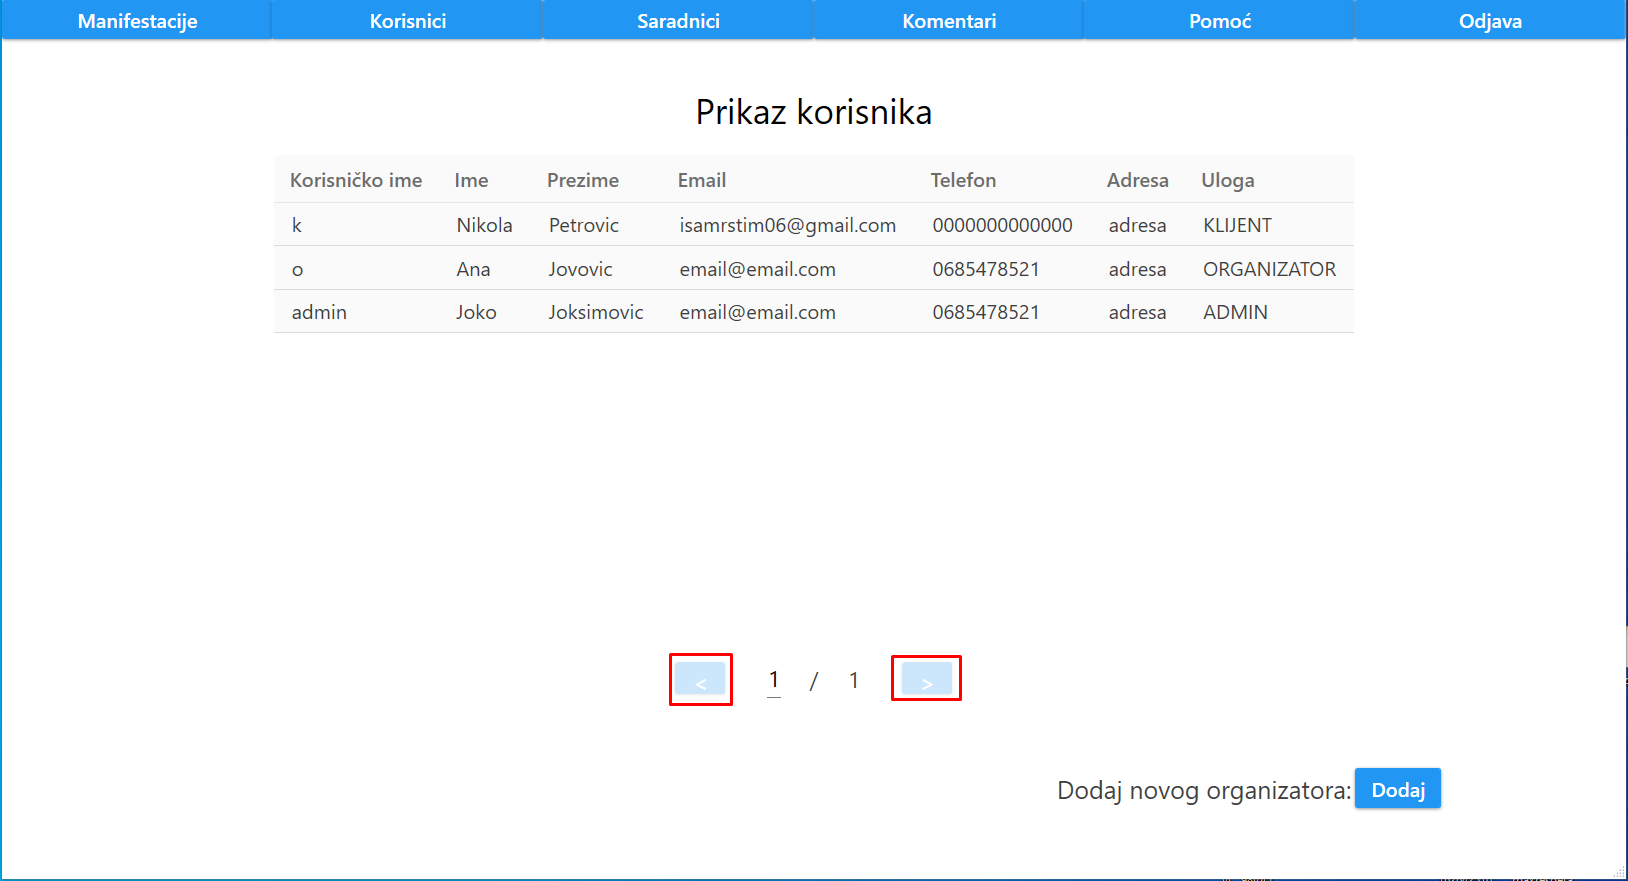 Manifestacije Korisnici Saradnici Komentari Pomoć Odjava
Prikaz korisnika
Korisničko ime Ime Prezime Email Telefon Adresa Uloga
k Nikola Petrovic isamrstim06@gmail.com 0000000000000 adresa KLIJENT
o Ana Jovovic email@email.com 0685478521 adresa ORGANIZATOR
admin Joko Joksimovic email@email.com 0685478521 adresa ADMIN
< 1 / 1 >
Dodaj novog organizatora: Dodaj